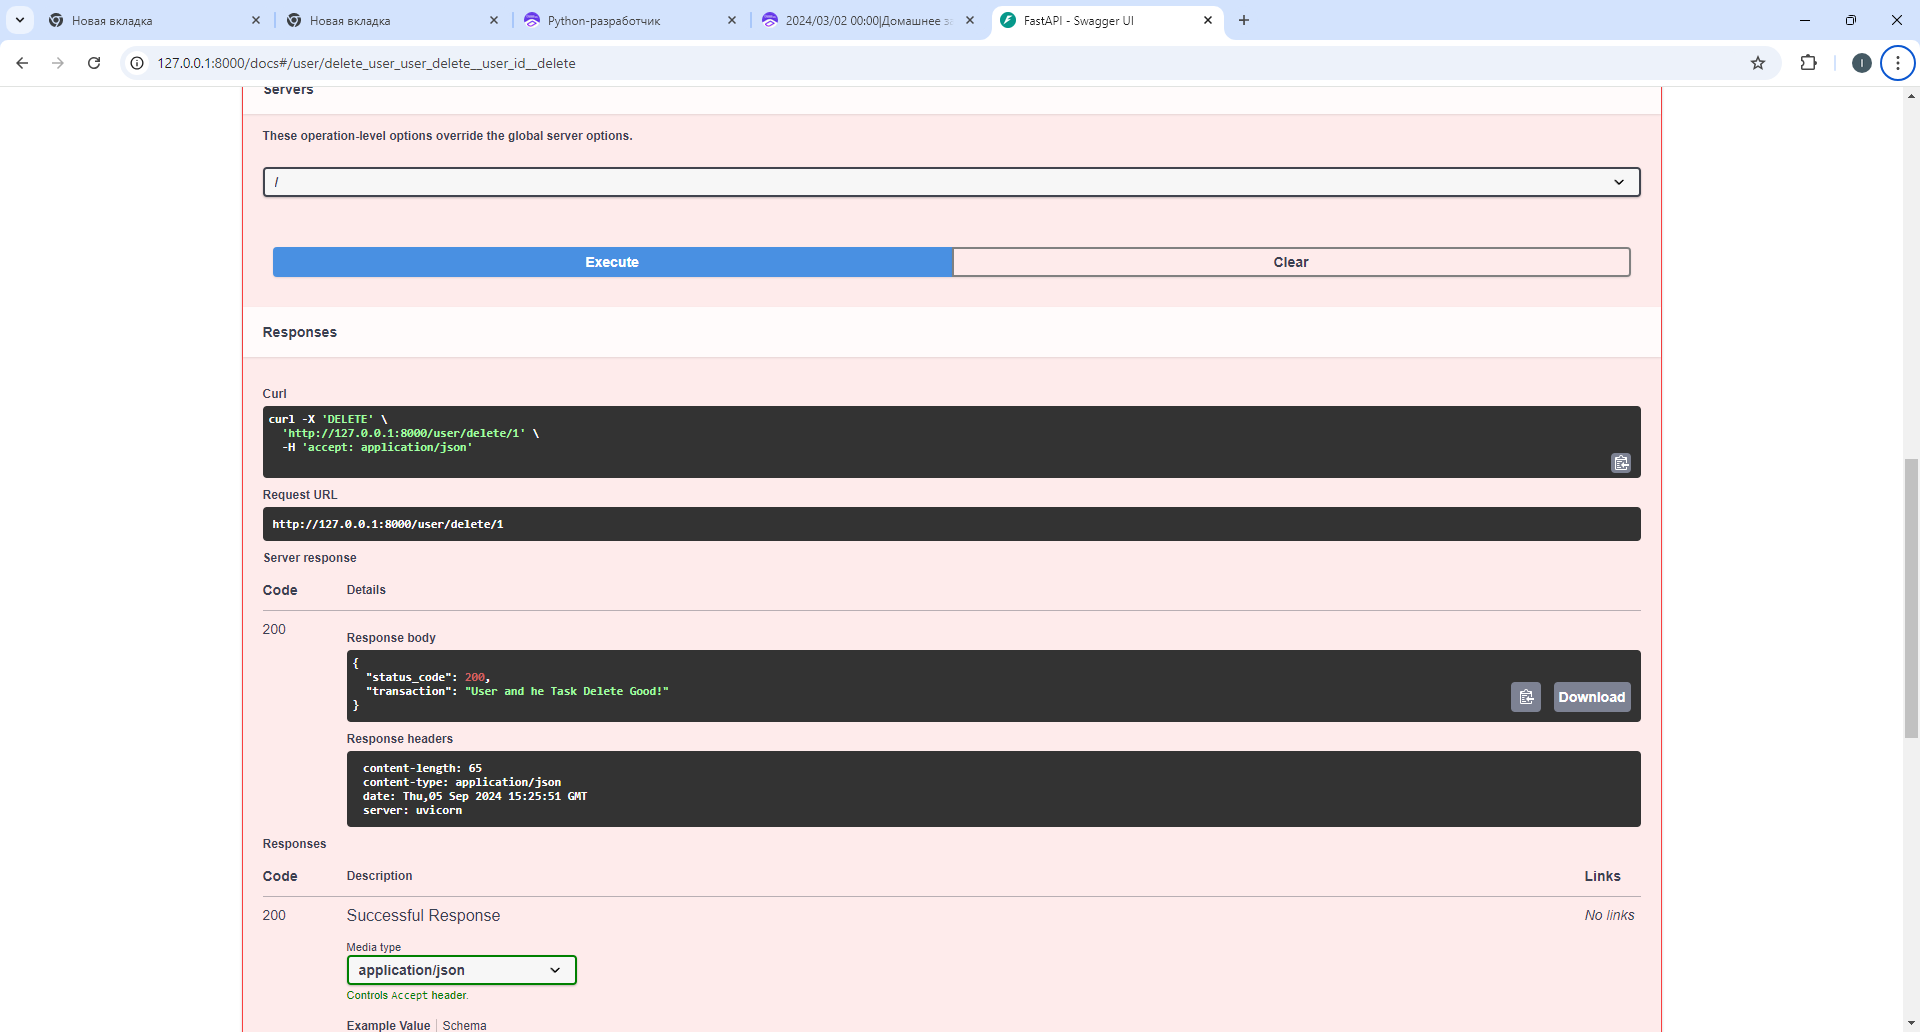 Новая вкладка
Новая вкладка
Python-разработчик
2024/03/02 00:00|Домашнее за
FastAPI - Swagger UI
127.0.0.1:8000/docs#/user/delete_user_user_delete__user_id__delete
I
Servers
These operation-level options override the global server options.
/
Execute
Clear
Responses
Curl
curl -X 'DELETE' \
'http://127.0.0.1:8000/user/delete/1' \
-H 'accept: application/json'
Request URL
http://127.0.0.1:8000/user/delete/1
Server response
Code Details
200
Response body
{
"status_code": 200,
"transaction": "User and he Task Delete Good!"
}
Download
Response headers
content-length: 65
content-type: application/json
date: Thu,05 Sep 2024 15:25:51 GMT
server: uvicorn
Responses
Code Description Links
200 Successful Response No links
Media type
application/json
Controls Accept header.
Example Value Schema